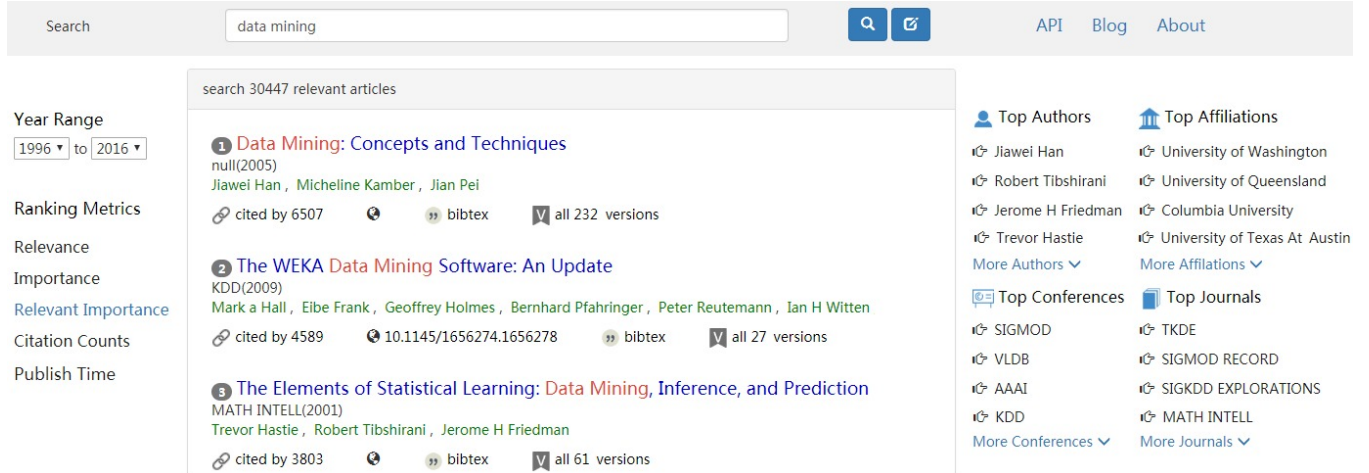 Search
data mining
API Blog About
Year Range
1996 to 2016
Ranking Metrics
Relevance
Importance
Relevant Importance
Citation Counts
Publish Time
search 30447 relevant articles
1 Data Mining: Concepts and Techniques
null(2005)
Jiawei Han , Micheline Kamber , Jian Pei
cited by 6507 bibtex V all 232 versions
2 The WEKA Data Mining Software: An Update
KDD(2009)
Mark a Hall , Eibe Frank , Geoffrey Holmes , Bernhard Pfahringer , Peter Reutemann , Ian H Witten
cited by 4589 10.1145/1656274.1656278 bibtex V all 27 versions
3 The Elements of Statistical Learning: Data Mining, Inference, and Prediction
MATH INTELL(2001)
Trevor Hastie , Robert Tibshirani , Jerome H Friedman
cited by 3803 bibtex V all 61 versions
Top Authors
Jiawei Han
Robert Tibshirani
Jerome H Friedman
Trevor Hastie
More Authors
Top Affiliations
University of Washington
University of Queensland
Columbia University
University of Texas At Austin
More Affilations
Top Conferences
SIGMOD
VLDB
AAAI
KDD
More Conferences
Top Journals
TKDE
SIGMOD RECORD
SIGKDD EXPLORATIONS
MATH INTELL
More Journals